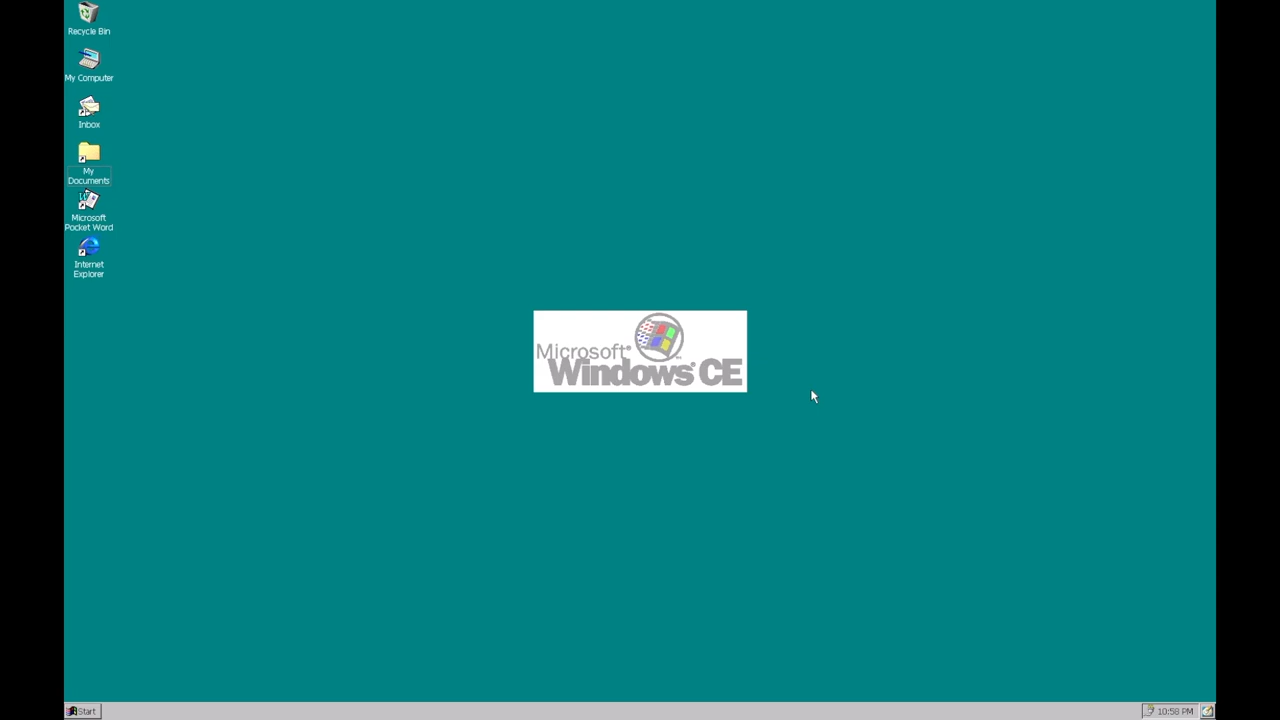 Recycle Bin
My Computer
Inbox
My
Documents
Microsoft
Pocket Word
Internet
Explorer
Microsoft®
Windows® CE
Start
10:58 PM